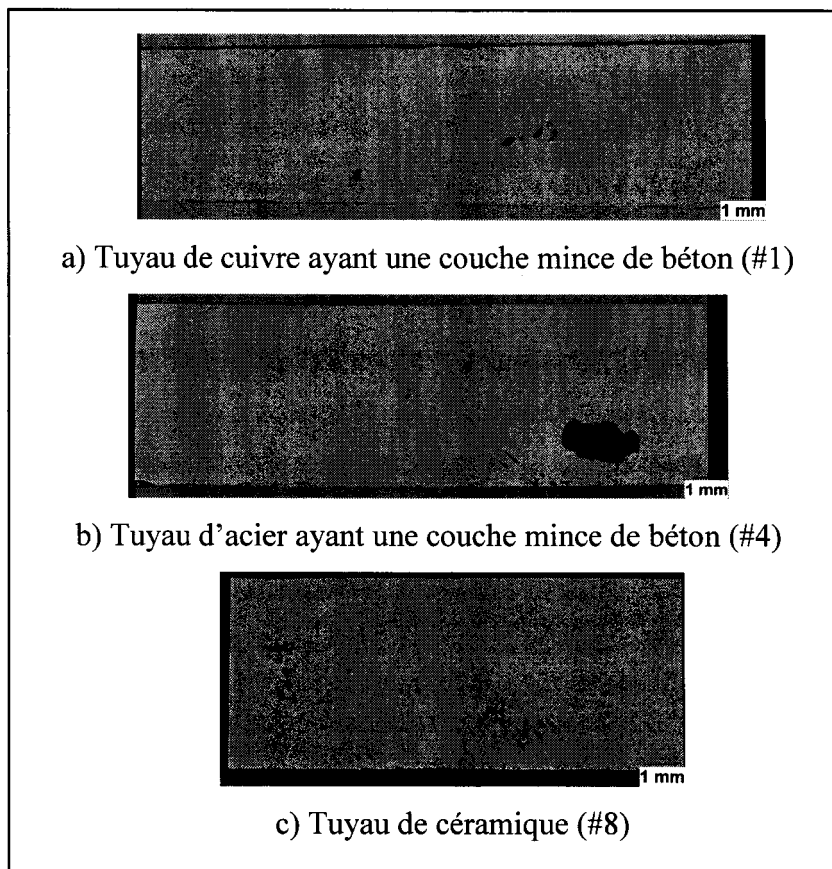 1 mm
a) Tuyau de cuivre ayant une couche mince de béton (#1)
1 mm
b) Tuyau d’acier ayant une couche mince de béton (#4)
1 mm
c) Tuyau de céramique (#8)